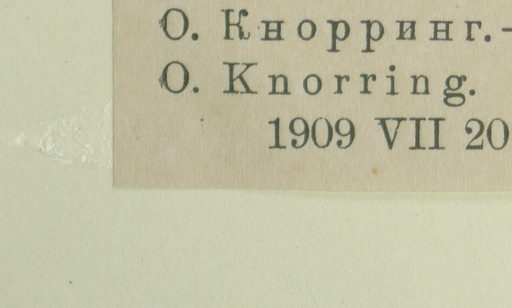 О. Кнорринг.-
O. Knorring.
1909 VII 20